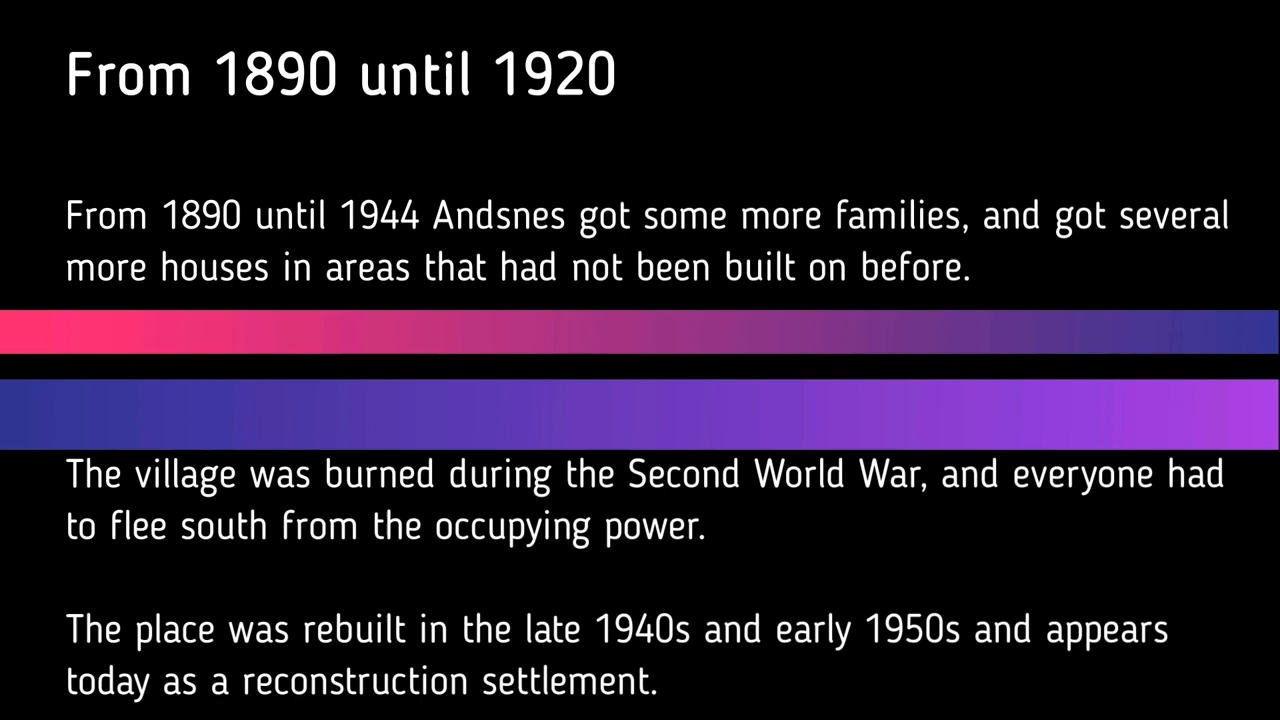 From 1890 until 1920
From 1890 until 1944 Andsnes got some more families, and got several
more houses in areas that had not been built on before.
The village was burned during the Second World War, and everyone had
to flee south from the occupying power.
The place was rebuilt in the late 1940s and early 1950s and appears
today as a reconstruction settlement.